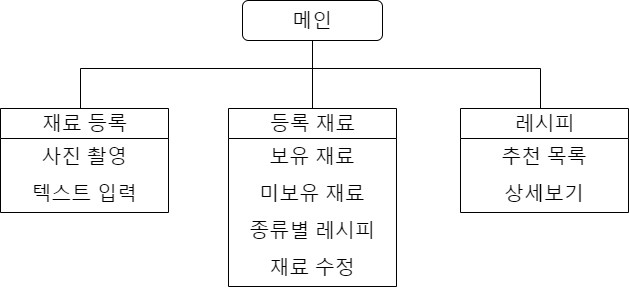 메인
재료 등록
사진 촬영
텍스트 입력
등록 재료
보유 재료
미보유 재료
종류별 레시피
재료 수정
레시피
추천 목록
상세보기